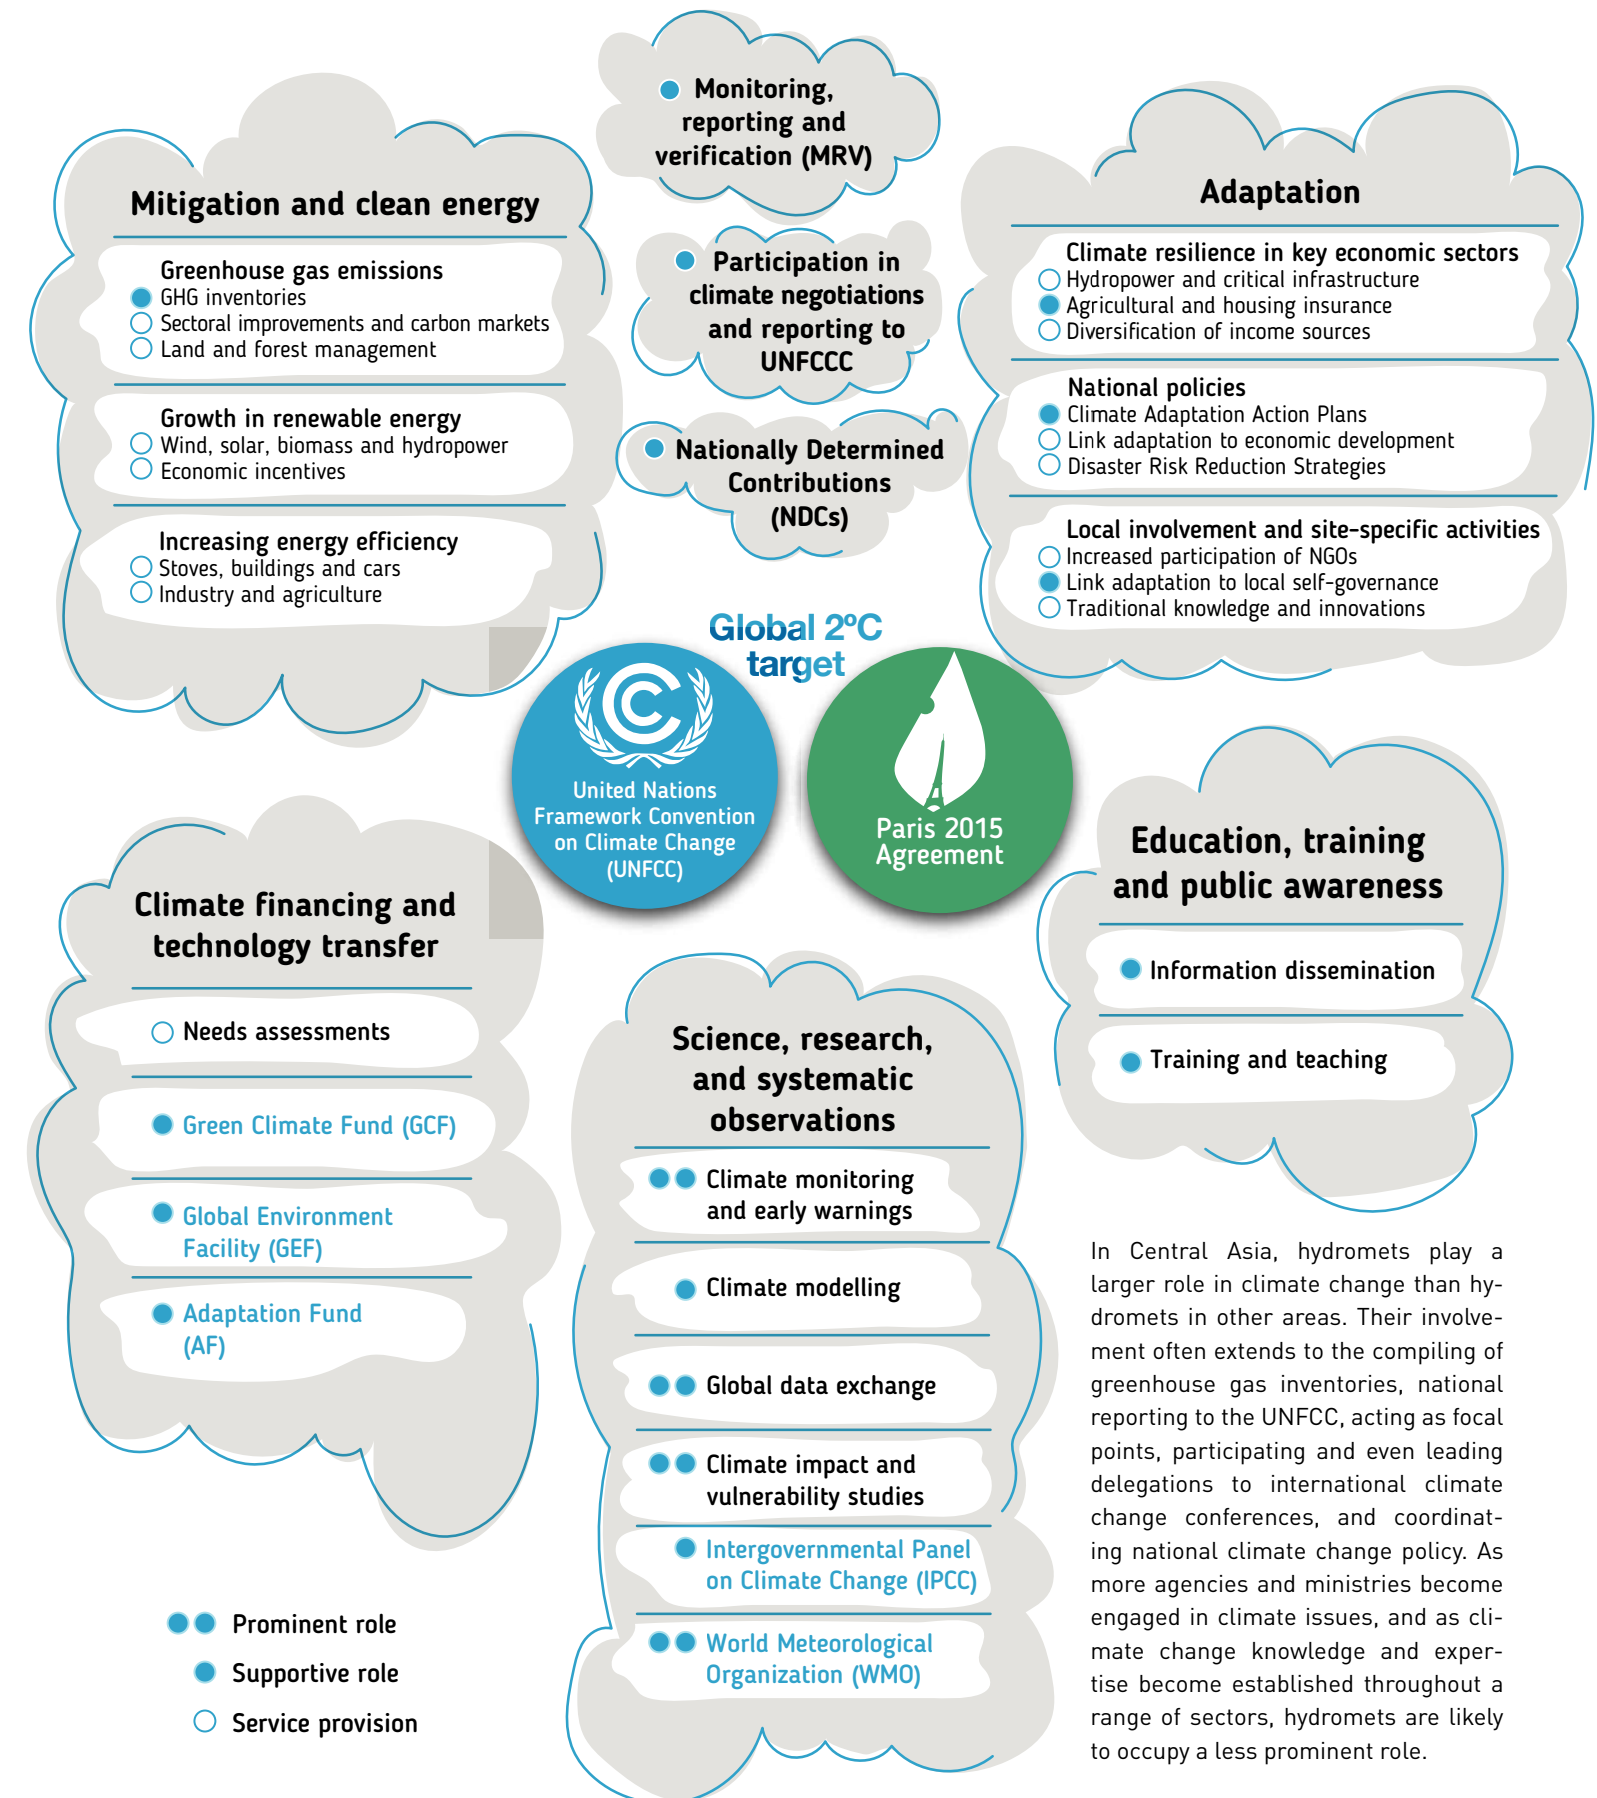 Monitoring,
reporting and
verification (MRV)
Participation in
climate negotiations
and reporting to
UNFCCC
Nationally Determined
Contributions
(NDCs)
Mitigation and clean energy
Greenhouse gas emissions
GHG inventories
Sectoral improvements and carbon markets
Land and forest management
Growth in renewable energy
Wind, solar, biomass and hydropower
Economic incentives
Increasing energy efficiency
Stoves, buildings and cars
Industry and agriculture
Adaptation
Climate resilience in key economic sectors
Hydropower and critical infrastructure
Agricultural and housing insurance
Diversification of income sources
National policies
Climate Adaptation Action Plans
Link adaptation to economic development
Disaster Risk Reduction Strategies
Local involvement and site-specific activities
Increased participation of NGOs
Link adaptation to local self-governance
Traditional knowledge and innovations
Global 2ºC
target
United Nations
Framework Convention
on Climate Change
(UNFCC)
Paris 2015
Agreement
Climate financing and
technology transfer
Needs assessments
Green Climate Fund (GCF)
Global Environment
Facility (GEF)
Adaptation Fund
(AF)
Science, research,
and systematic
observations
Climate monitoring
and early warnings
Climate modelling
Global data exchange
Climate impact and
vulnerability studies
Intergovernmental Panel
on Climate Change (IPCC)
World Meteorological
Organization (WMO)
Education, training
and public awareness
Information dissemination
Training and teaching
In Central Asia, hydromets play a
larger role in climate change than hy-
dromets in other areas. Their involve-
ment often extends to the compiling of
greenhouse gas inventories, national
reporting to the UNFCC, acting as focal
points, participating and even leading
delegations to international climate
change conferences, and coordinat-
ing national climate change policy. As
more agencies and ministries become
engaged in climate issues, and as cli-
mate change knowledge and exper-
tise become established throughout a
range of sectors, hydromets are likely
to occupy a less prominent role.
Prominent role
Supportive role
Service provision